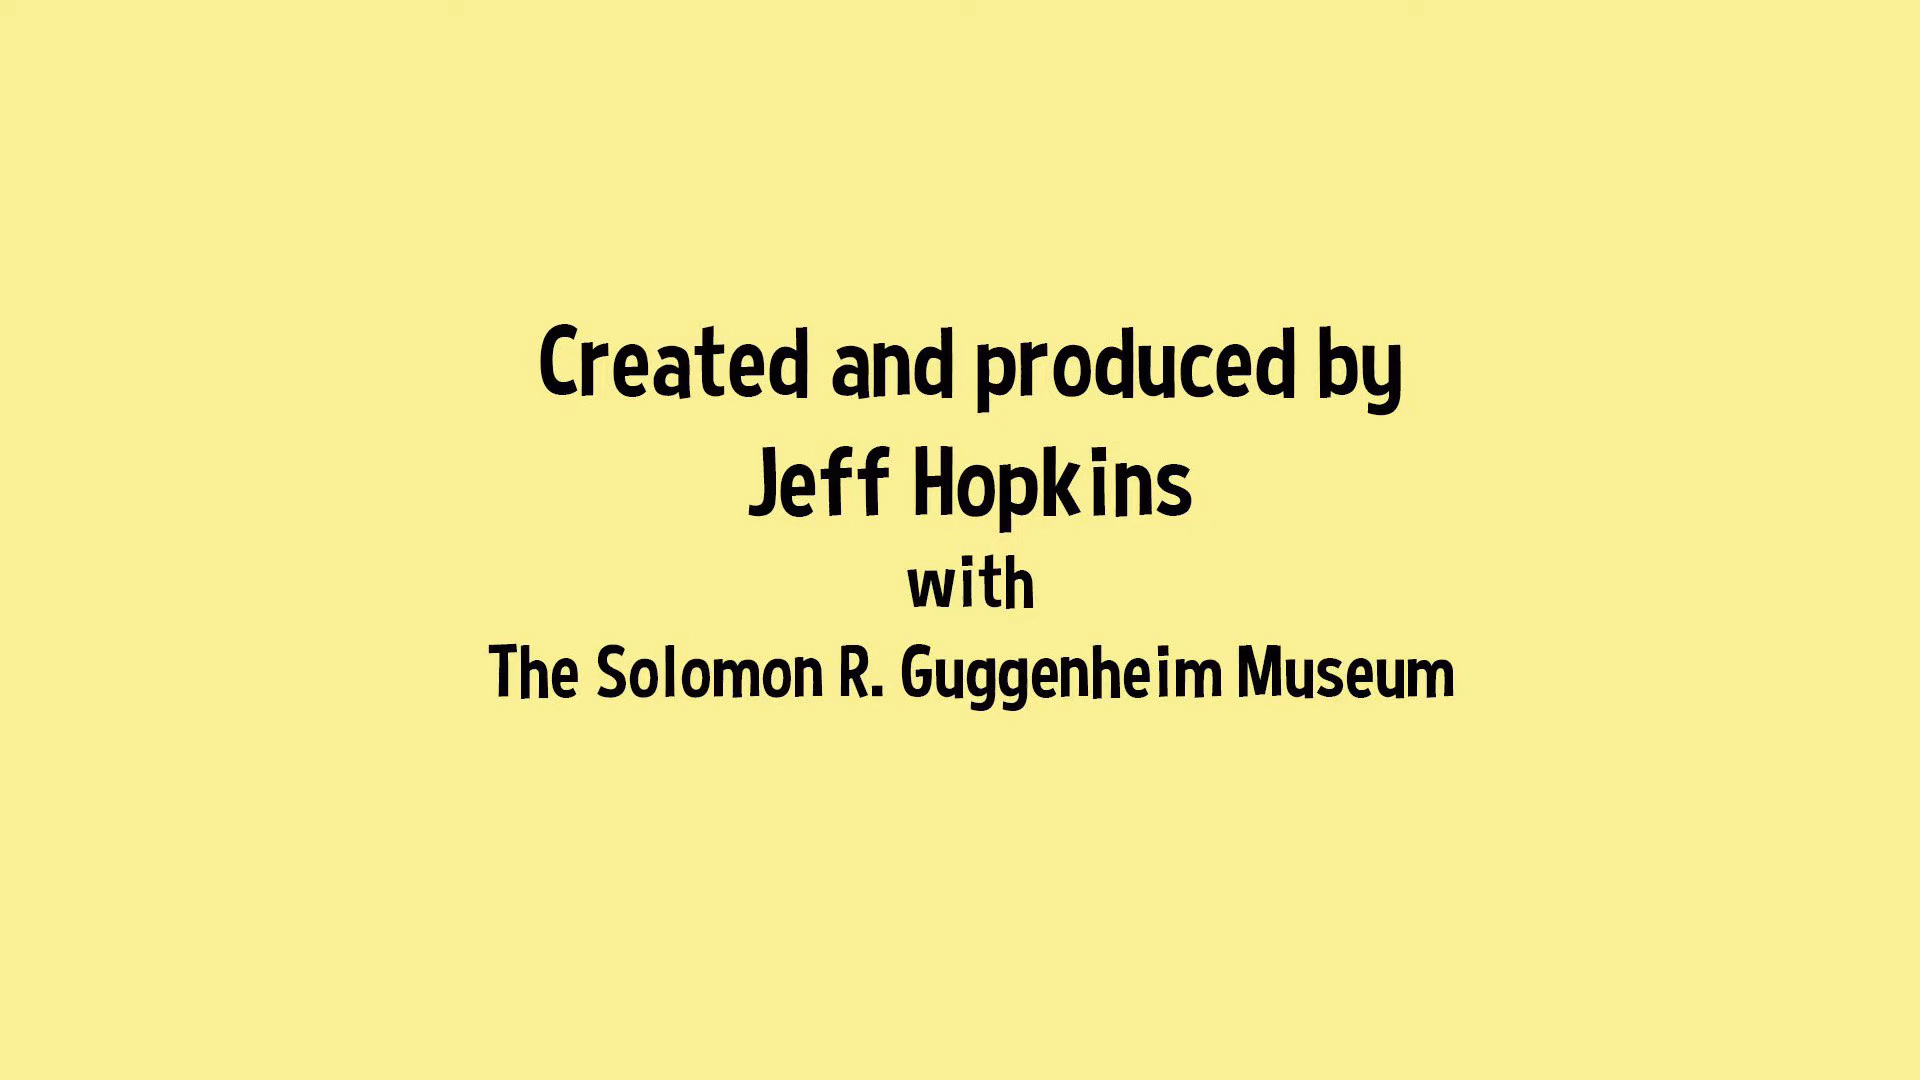 Created and produced by
Jeff Hopkins
with
The Solomon R. Guggenheim Museum